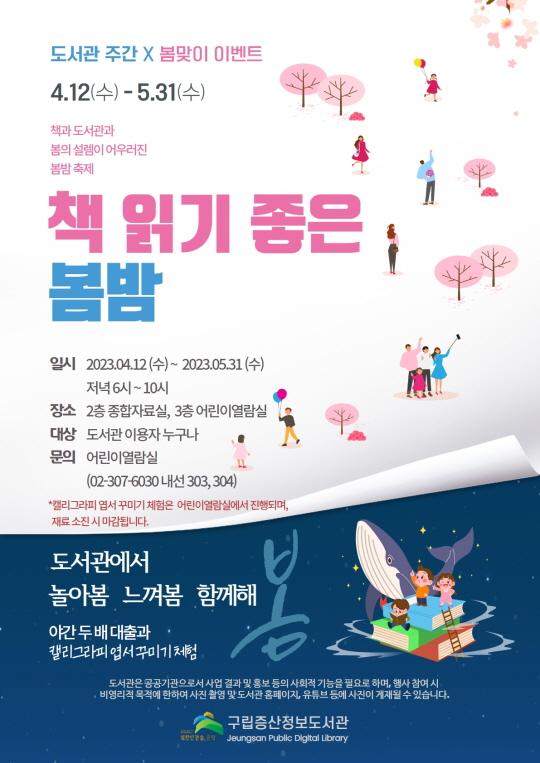 도서관 주간 X 봄맞이 이벤트
4.12(수) - 5.31(수)
책과 도서관과
봄의 설렘이 어우러진
봄밤 축제
책 읽기 좋은
봄밤
일시 2023.04.12 (수) ~ 2023.05.31 (수)
저녁 6시 ~ 10시
장소 2층 종합자료실, 3층 어린이열람실
대상 도서관 이용자 누구나
문의 어린이열람실
(02-307-6030 내선 303, 304)
*캘리그라피 엽서 꾸미기 체험은 어린이열람실에서 진행되며,
재료 소진 시 마감됩니다.
도서관에서
놀아봄 느껴봄 함께해
봄
야간 두 배 대출과
캘리그라피 엽서 꾸미기 체험
도서관은 공공기관으로서 사업 결과 및 홍보 등의 사회적 기능을 필요로 하며, 행사 참여 시
비영리적 목적에 한하여 사진 촬영 및 도서관 홈페이지, 유튜브 등에 사진이 게재될 수 있습니다.
구립증산정보도서관
Jeungsan Public Digital Library